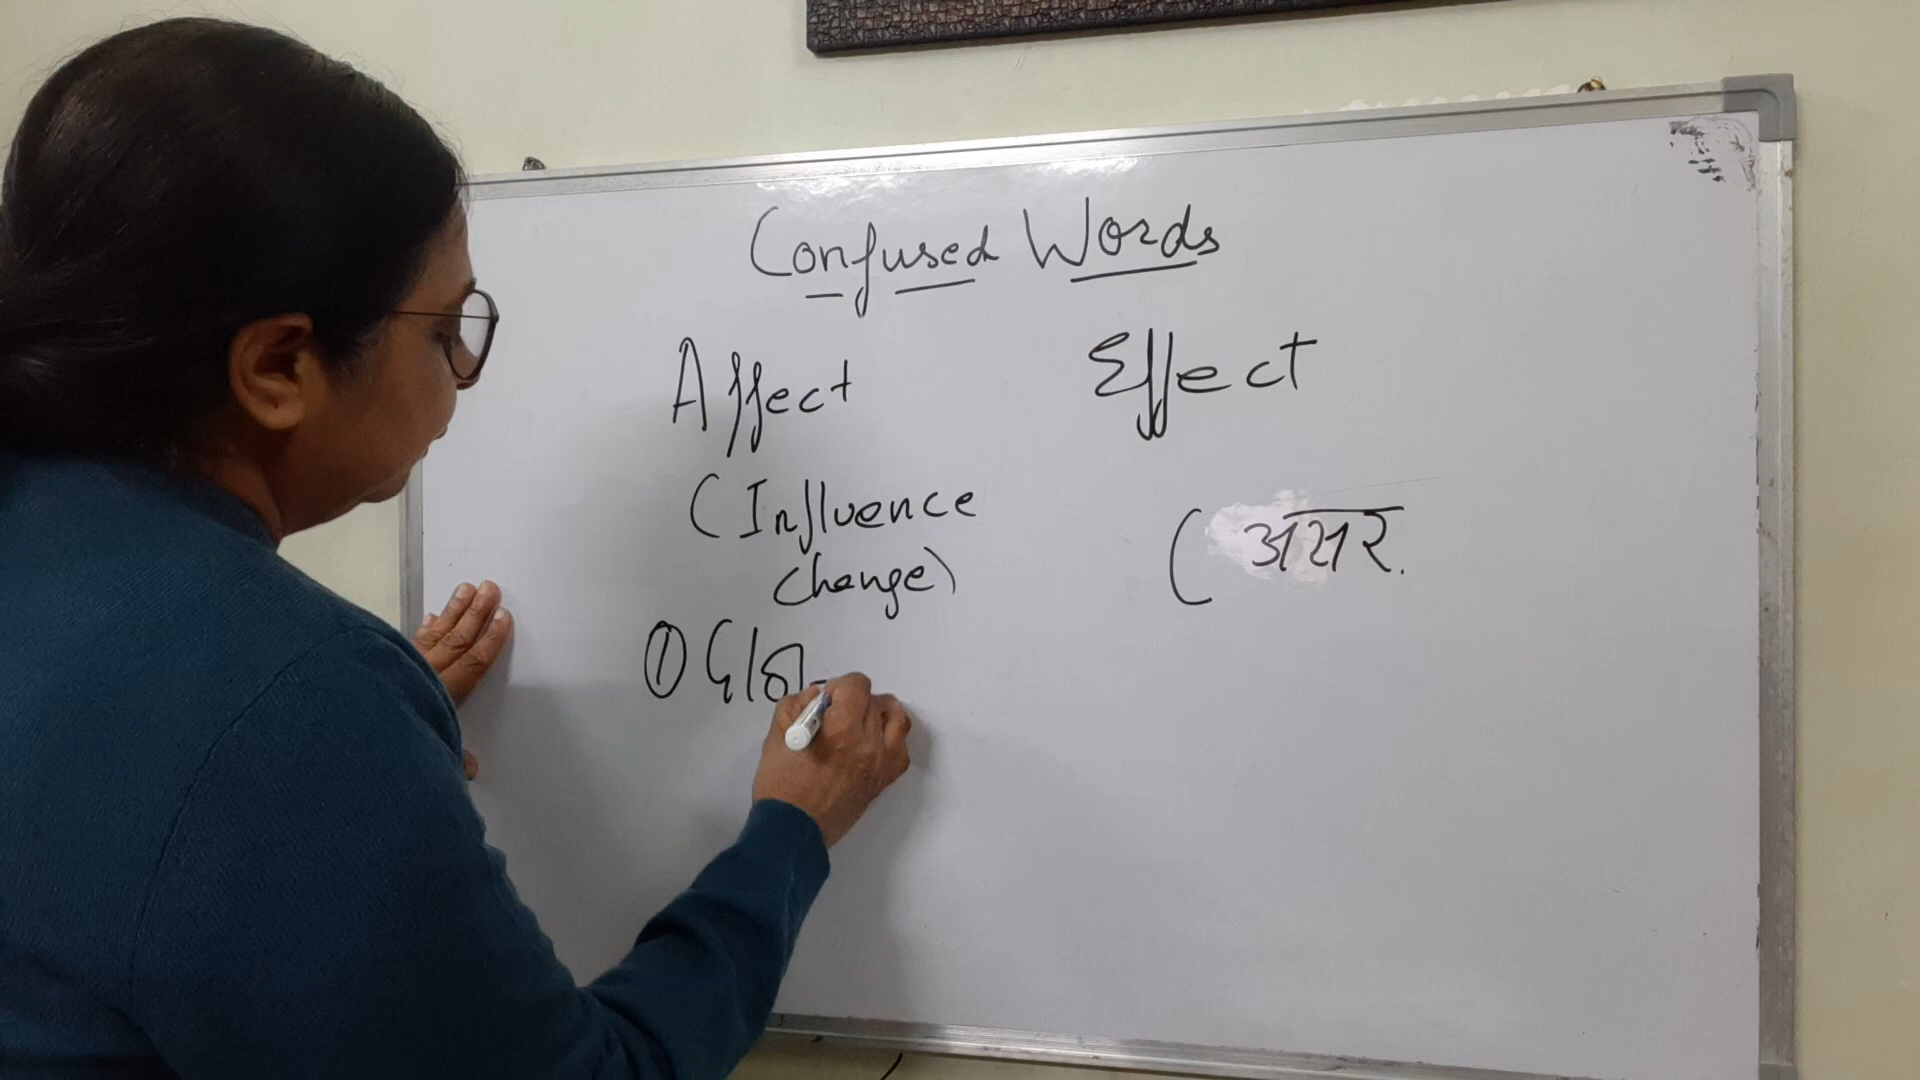 Confused Words
Affect
Effect
(Influence
change)
( असर.
①